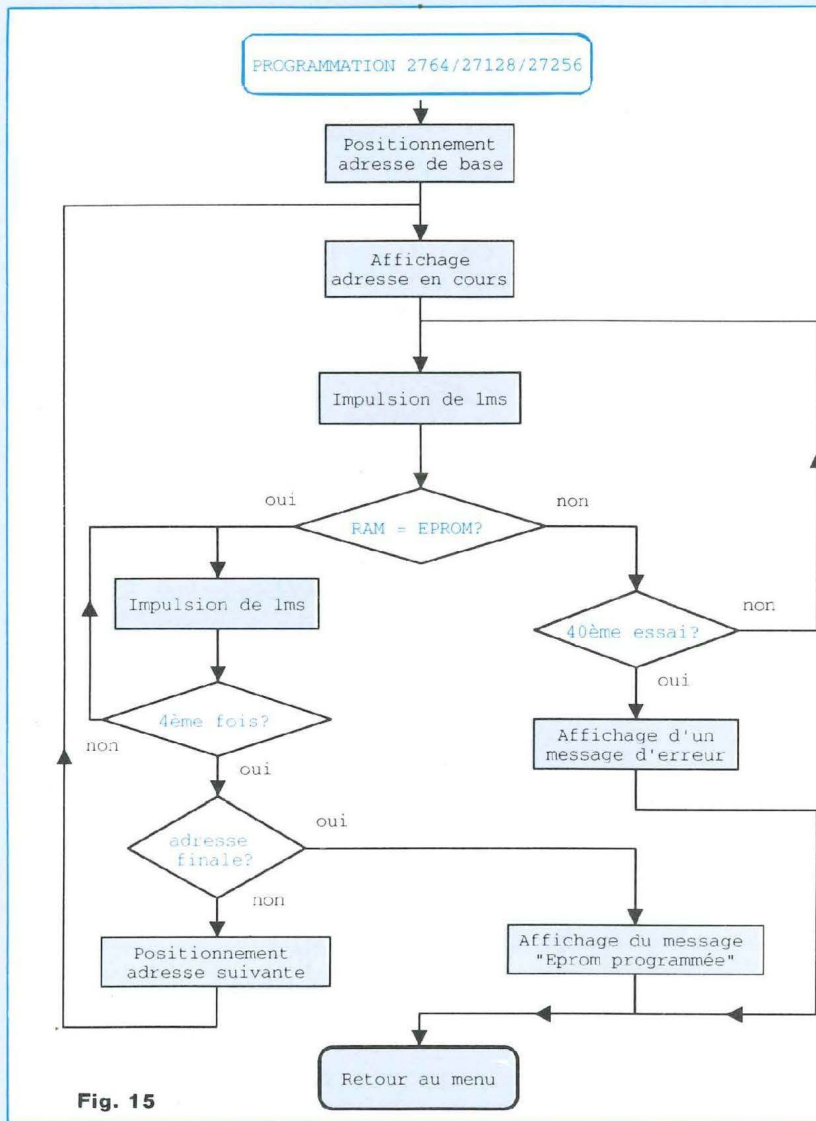 PROGRAMMATION 2764/27128/27256
Positionnement
adresse de base
Affichage
adresse en cours
Impulsion de 1ms
oui
non
RAM = EPROM?
Impulsion de 1ms
non
40ème essai?
4ème fois?
non
oui
oui
Affichage d'un
message d'erreur
adresse
finale?
oui
non
Positionnement
adresse suivante
Affichage du message
"Eprom programmée"
Retour au menu
Fig. 15